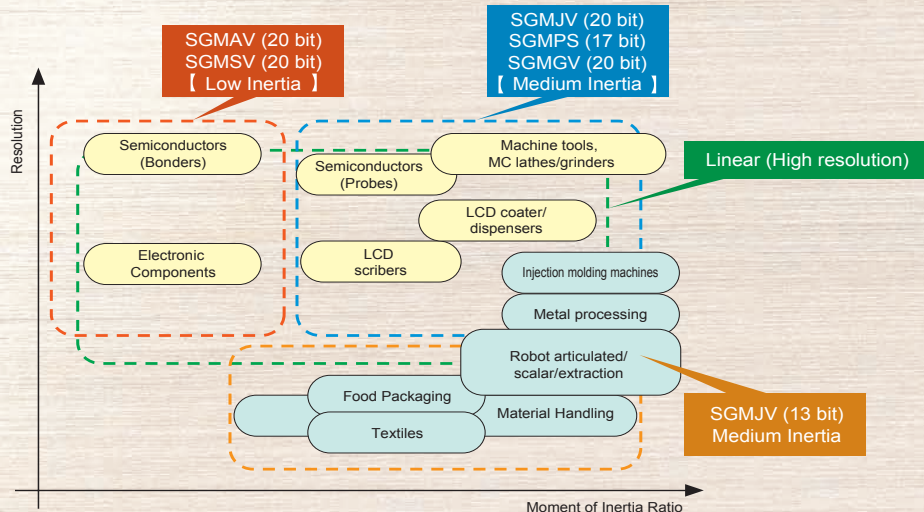 SGMAV (20 bit)
SGMSV (20 bit)
【 Low Inertia 】
SGMJV (20 bit)
SGMPS (17 bit)
SGMGV (20 bit)
【 Medium Inertia 】
Resolution
Semiconductors
(Bonders)
Semiconductors
(Probes)
Machine tools,
MC lathes/grinders
Linear (High resolution)
LCD coater/
dispensers
Electronic
Components
LCD
scribers
Injection molding machines
Metal processing
Robot articulated/
scalar/extraction
Food Packaging
Material Handling
Textiles
SGMJV (13 bit)
Medium Inertia
Moment of Inertia Ratio